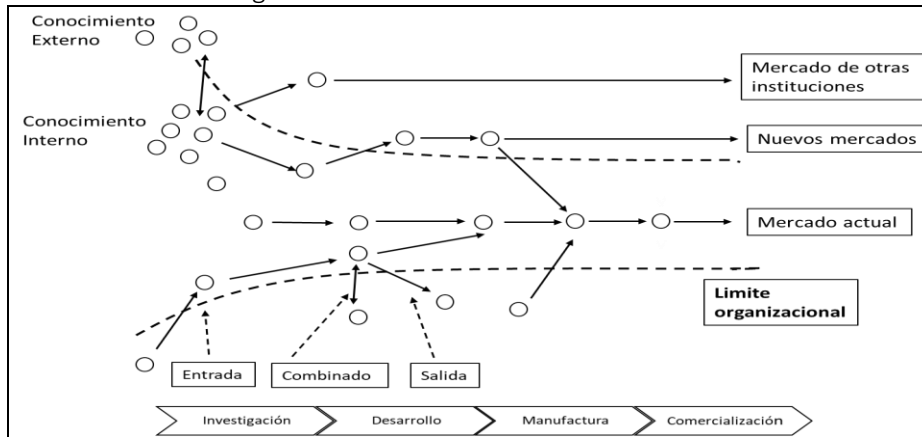 Conocimiento
Externo
Mercado de otras
instituciones
Conocimiento
Interno
Nuevos mercados
Mercado actual
Limite
organizacional
Entrada
Combinado
Salida
Investigación
Desarrollo
Manufactura
Comercialización